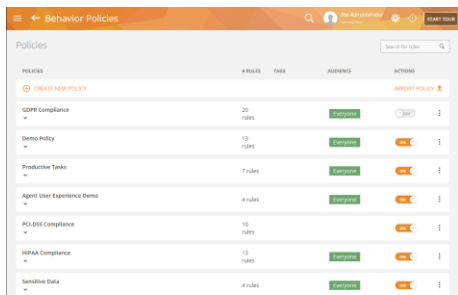 Behavior Policies
The Administrator
START TOUR
Policies
Search for rules
POLICIES # RULES TAGS AUDIENCE ACTIONS
CREATE NEW POLICY IMPORT POLICY
GDPR Compliance 20 rules Everyone OFF
Demo Policy 13 rules Everyone ON
Productive Tasks 7 rules Everyone ON
Agent User Experience Demo 4 rules Everyone ON
PCI-DSS Compliance 10 rules ON
HIPAA Compliance 13 rules Everyone ON
Sensitive Data 4 rules Everyone ON